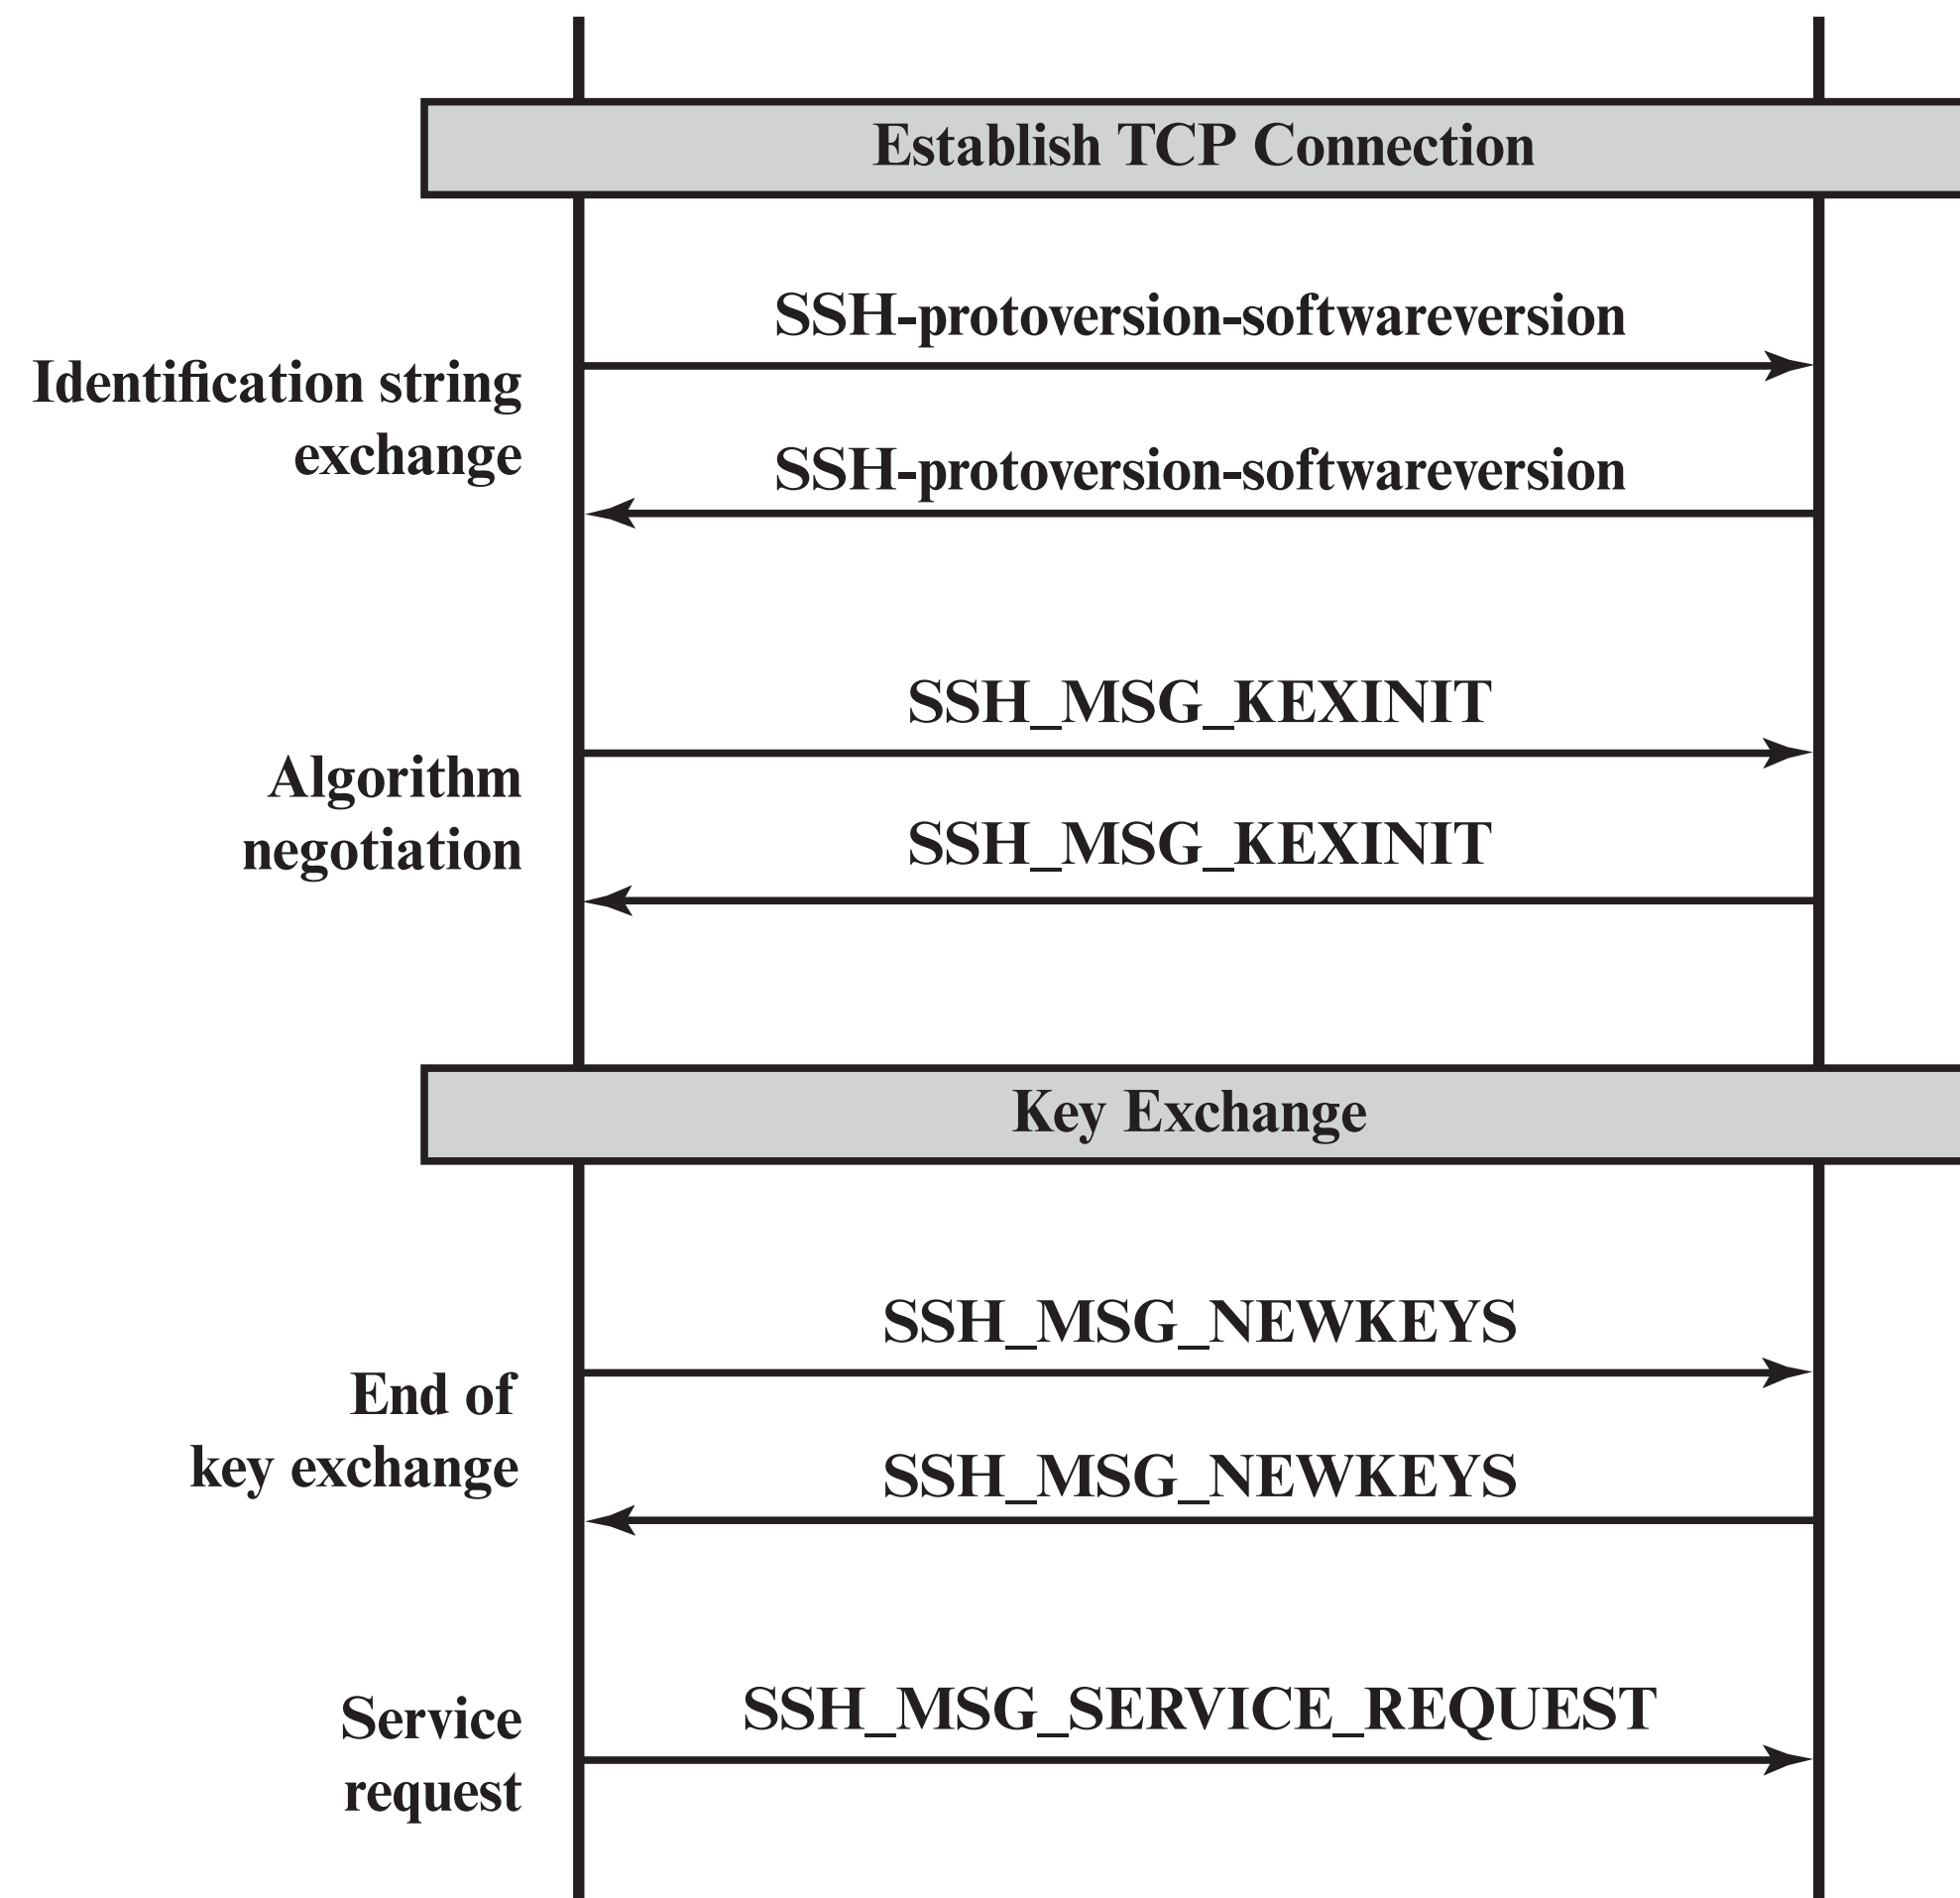 Establish TCP Connection
SSH-protoversion-softwareversion
Identification string
exchange
SSH-protoversion-softwareversion
SSH_MSG_KEXINIT
Algorithm
negotiation
SSH_MSG_KEXINIT
Key Exchange
SSH_MSG_NEWKEYS
End of
key exchange
SSH_MSG_NEWKEYS
SSH_MSG_SERVICE_REQUEST
Service
request